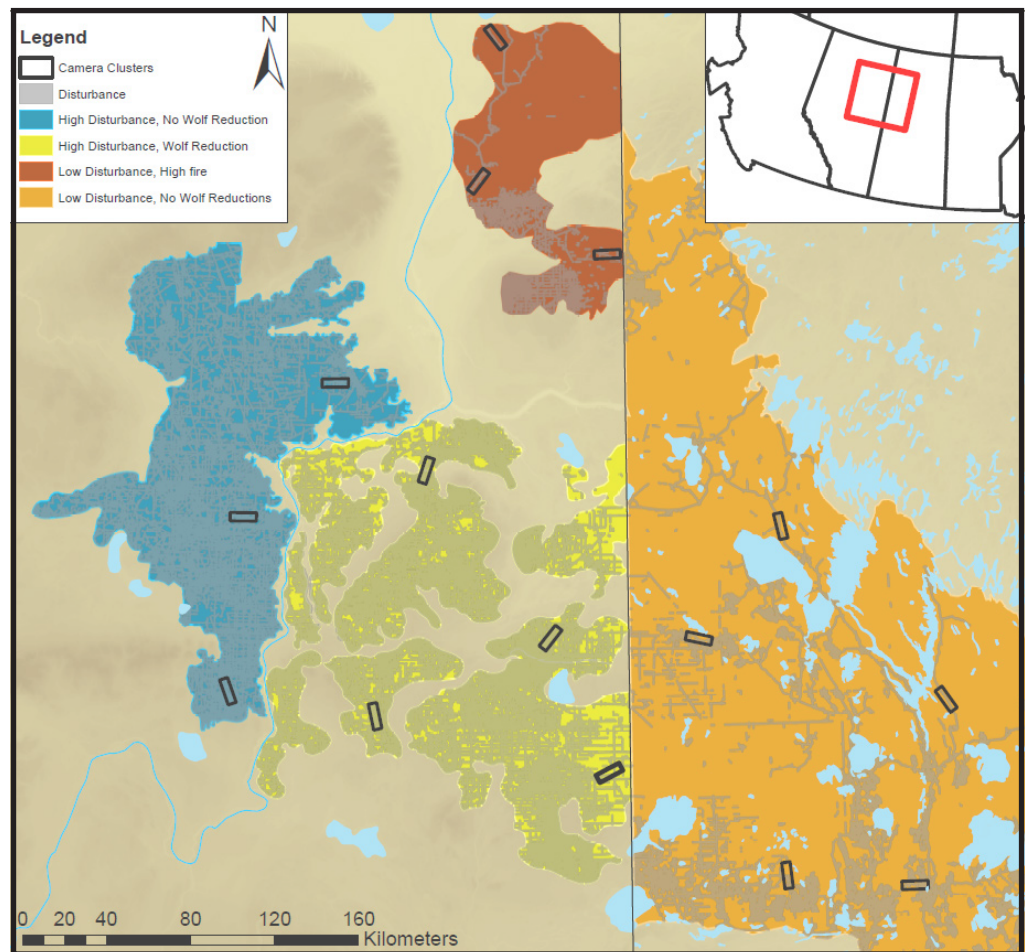 Legend
N
Camera Clusters
Disturbance
High Disturbance, No Wolf Reduction
High Disturbance, Wolf Reduction
Low Disturbance, High fire
Low Disturbance, No Wolf Reductions
0 20 40 80 120 160
Kilometers